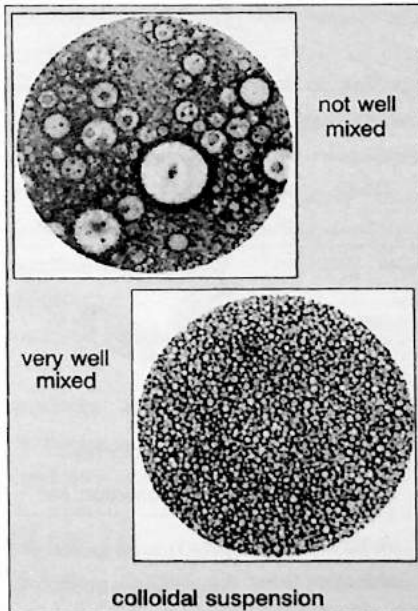 not well
mixed
very well
mixed
colloidal suspension